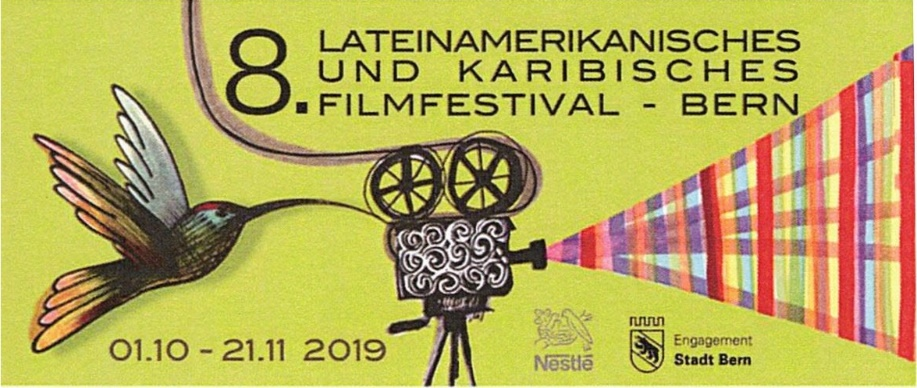 8.
LATEINAMERIKANISCHES
UND KARIBISCHES
FILMFESTIVAL - BERN
01.10 - 21.11 2019
Nestlé
Engagement
Stadt Bern